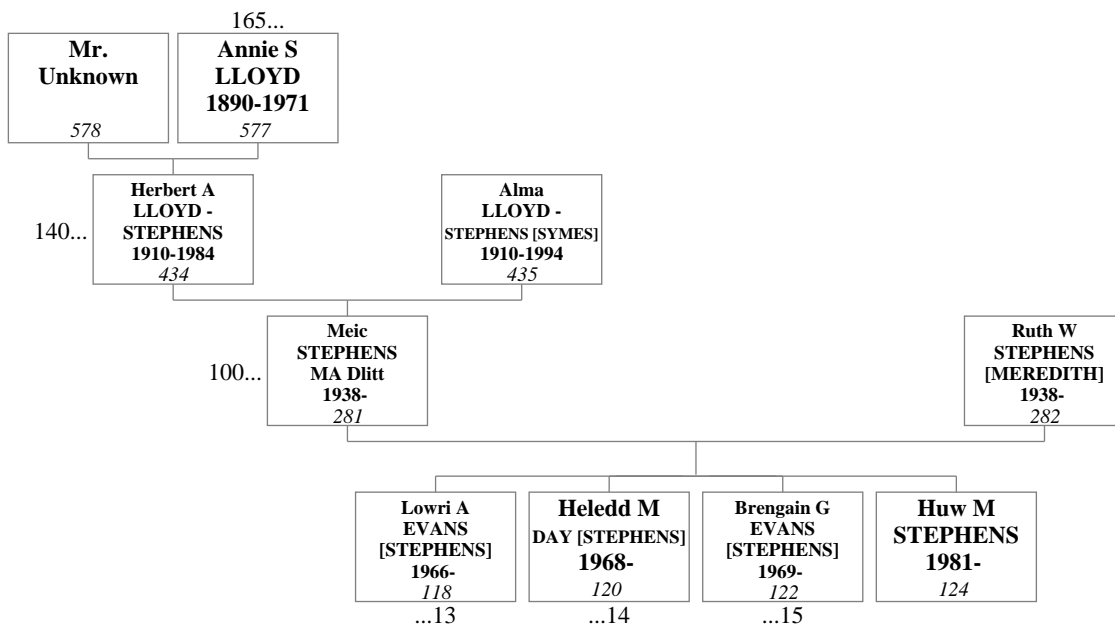 165...
Mr.
Unknown
578
Annie S
LLOYD
1890-1971
577
140...
Herbert A
LLOYD -
STEPHENS
1910-1984
434
Alma
LLOYD -
STEPHENS [SYMES]
1910-1994
435
100...
Meic
STEPHENS
MA Dlitt
1938-
281
Ruth W
STEPHENS
[MEREDITH]
1938-
282
Lowri A
EVANS
[STEPHENS]
1966-
118
...13
Heledd M
DAY [STEPHENS]
1968-
120
...14
Brengain G
EVANS
[STEPHENS]
1969-
122
...15
Huw M
STEPHENS
1981-
124